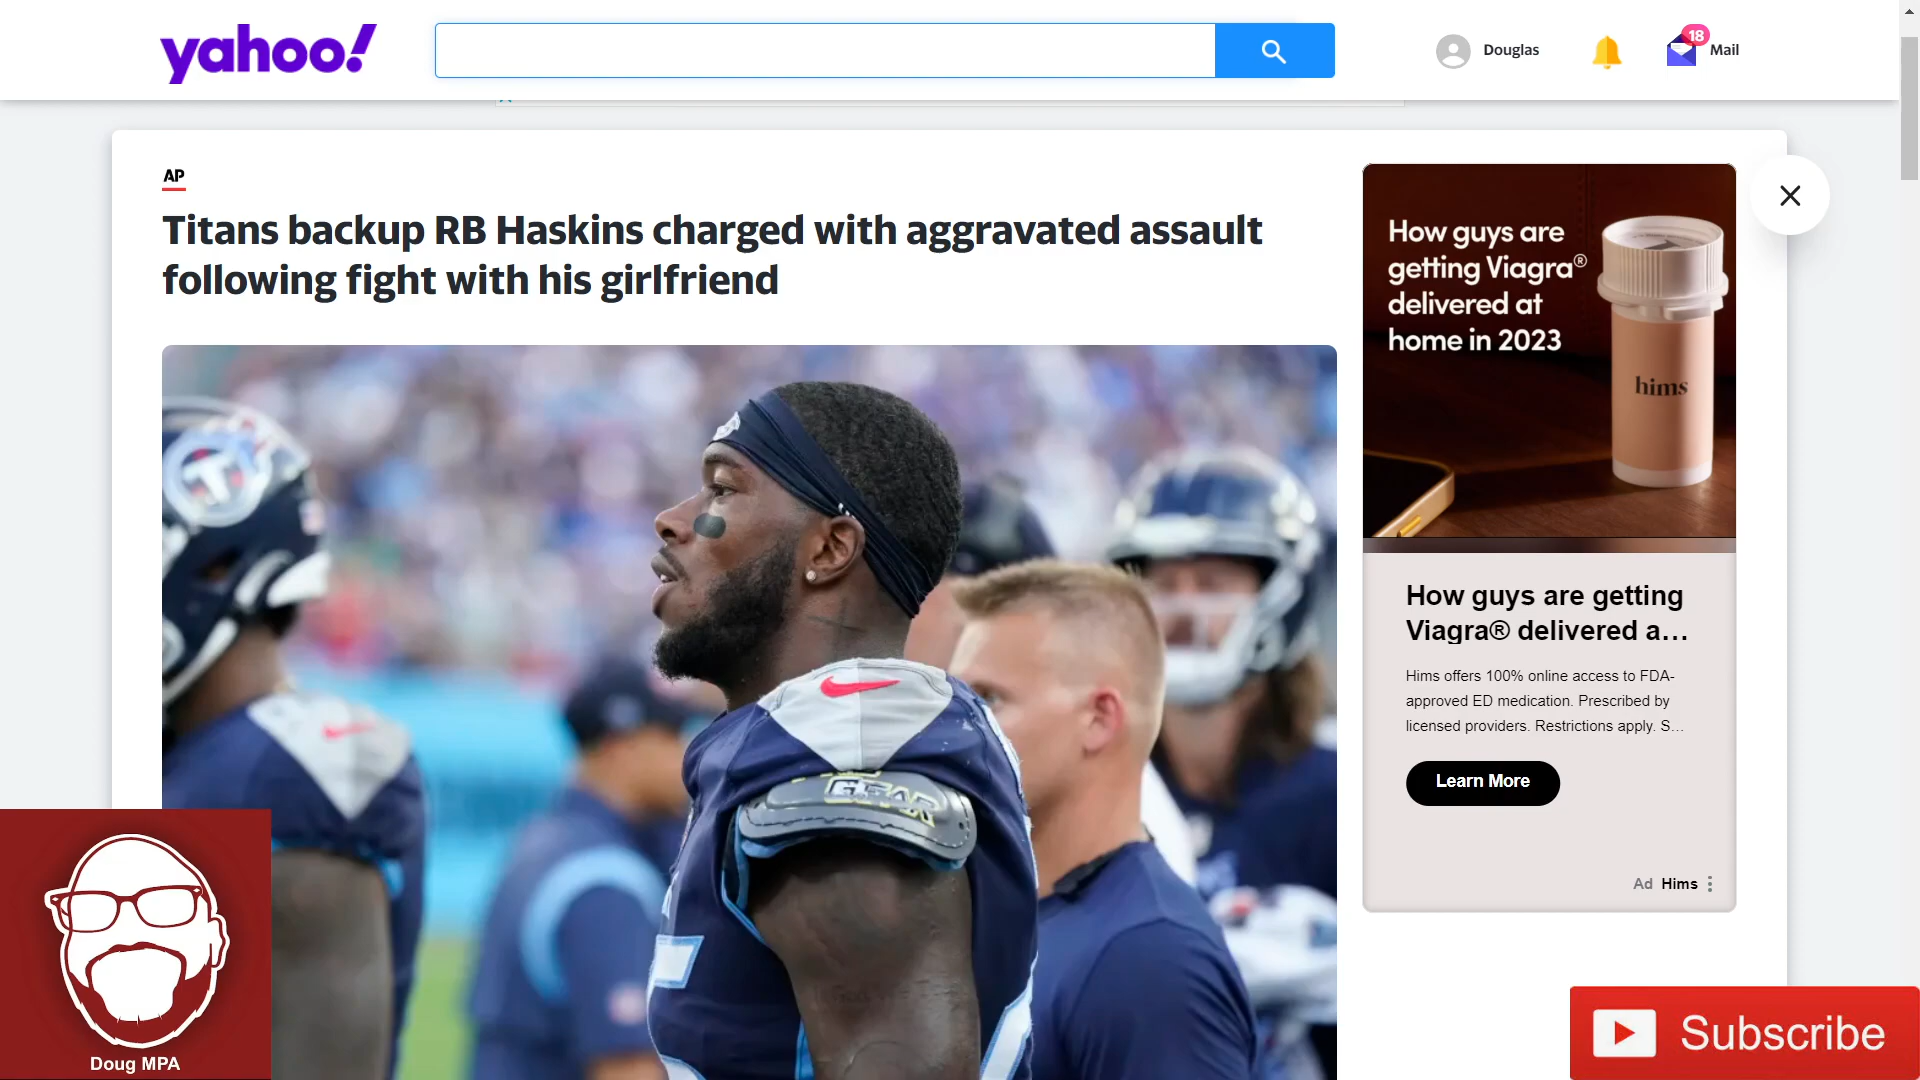 yahoo!
Douglas
18
Mail
AP
Titans backup RB Haskins charged with aggravated assault
following fight with his girlfriend
How guys are
getting Viagra®
delivered at
home in 2023
hims
How guys are getting
Viagra® delivered a...
Hims offers 100% online access to FDA-
approved ED medication. Prescribed by
licensed providers. Restrictions apply. S...
Learn More
Ad Hims
T
GEAR
Doug MPA
Subscribe